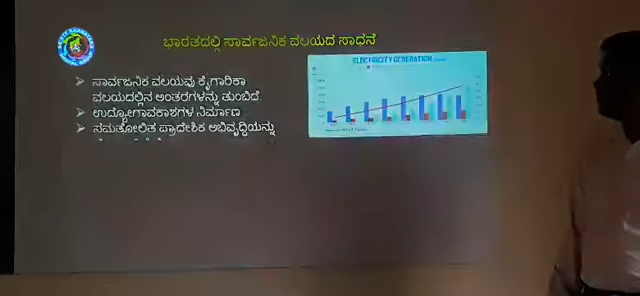 ಭಾರತದಲ್ಲಿ ಸಾರ್ವಜನಿಕ ವಲಯದ ಸಾಧನೆ
ELECTRICITY GENERATION
ಸಾರ್ವಜನಿಕ ವಲಯವು ಕೈಗಾರಿಕಾ
ವಲಯದಲ್ಲಿನ ಅಂತರಗಳನ್ನು ತುಂಬಿದೆ.
ಉದ್ಯೋಗಾವಕಾಶಗಳ ನಿರ್ಮಾಣ
ಸಮತೋಲಿತ ಪ್ರಾದೇಶಿಕ ಅಭಿವೃದ್ಧಿಯನ್ನು